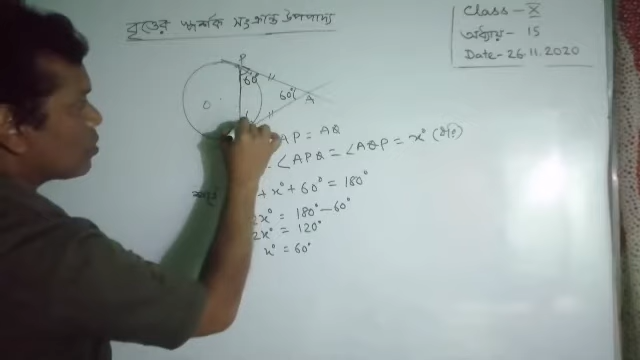 বৃত্তের স্পর্শক সংক্রান্ত উপপাদ্য
Class - X
অধ্যায় - 15
Date - 26.11.2020
P
60°
60°
A
O
AP = AQ
∠APQ = ∠AQP = x° (ধরি)
+ x° + 60° = 180°
2x° = 180° - 60°
2x° = 120°
x° = 60°